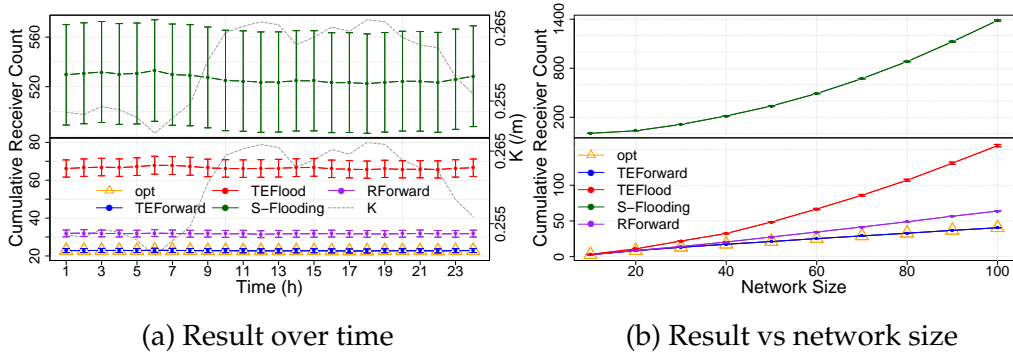 Cumulative Receiver Count
560
520
80
60
40
30
20
0.265
0.255
0.265
0.255
K (/m)
opt
TEFlood
RForward
TEForward
S−Flooding
K
1 3 5 7 9 11 13 15 17 19 21 23
Time (h)
(a) Result over time
Cumulative Receiver Count
1400
800
200
100
50
0
opt
TEForward
TEFlood
S−Flooding
RForward
20 40 60 80 100
Network Size
(b) Result vs network size